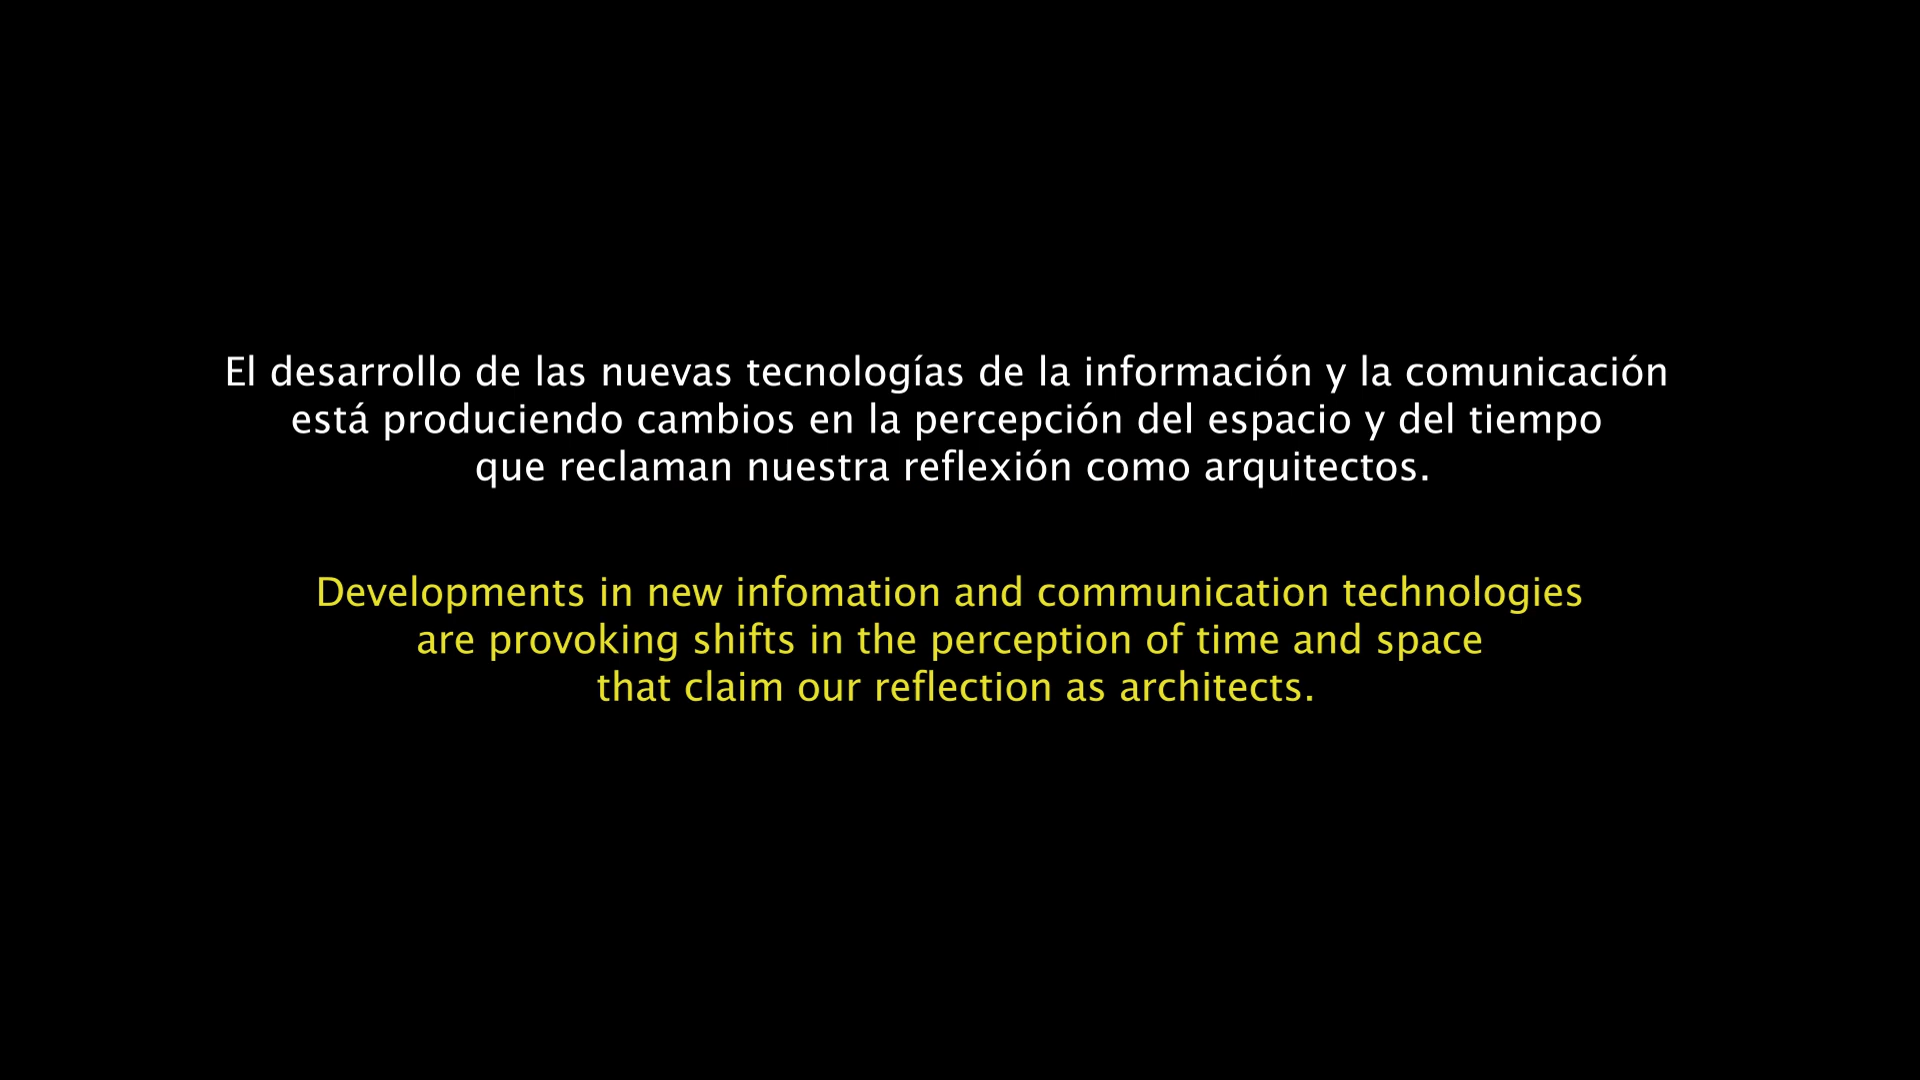 El desarrollo de las nuevas tecnologías de la información y la comunicación
está produciendo cambios en la percepción del espacio y del tiempo
que reclaman nuestra reflexión como arquitectos.
Developments in new infomation and communication technologies
are provoking shifts in the perception of time and space
that claim our reflection as architects.